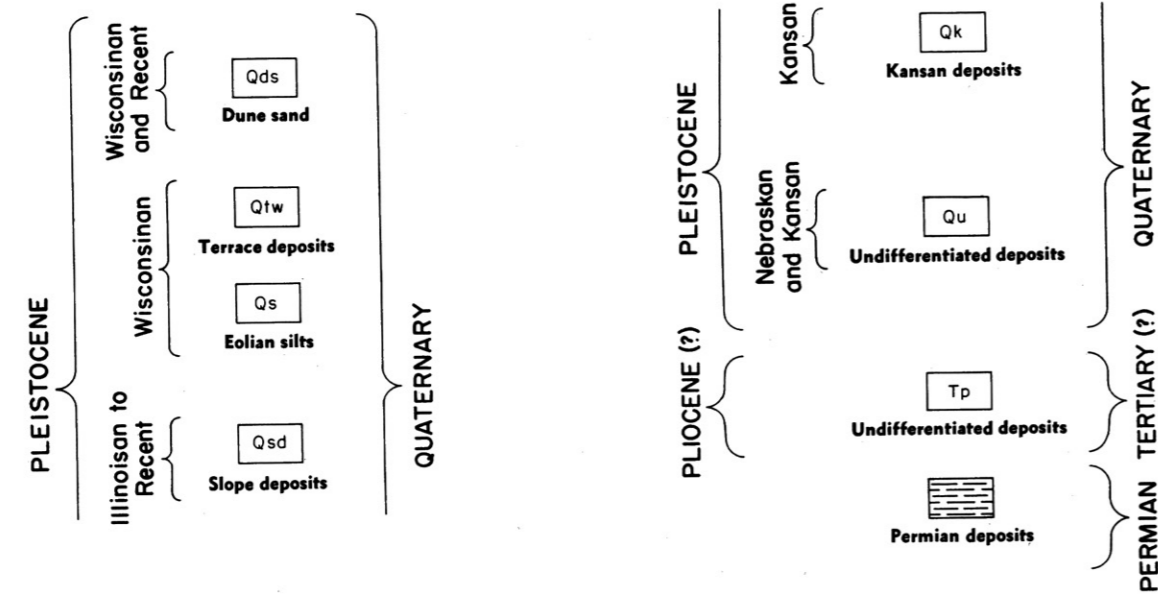 PLEISTOCENE
Wisconsinan
and Recent
Qds
Dune sand
Wisconsinan
Qtw
Terrace deposits
Qs
Eolian silts
Illinoisan to
Recent
Qsd
Slope deposits
QUATERNARY
PLEISTOCENE
Kansan
Qk
Kansan deposits
Nebraskan
and Kansan
Qu
Undifferentiated deposits
QUATERNARY
PLIOCENE (?)
Tp
Undifferentiated deposits
TERTIARY (?)
Permian deposits
PERMIAN